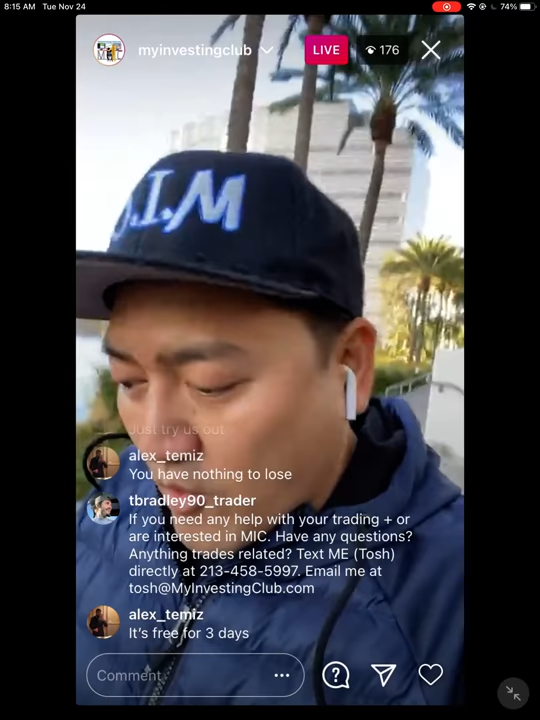 8:15 AM Tue Nov 24
74%
myinvestingclub
LIVE
176
Just try us out
alex_temiz
You have nothing to lose
tbradley90_trader
If you need any help with your trading + or
are interested in MIC. Have any questions?
Anything trades related? Text ME (Tosh)
directly at 213-458-5997. Email me at
tosh@MyInvestingClub.com
alex_temiz
It's free for 3 days
Comment